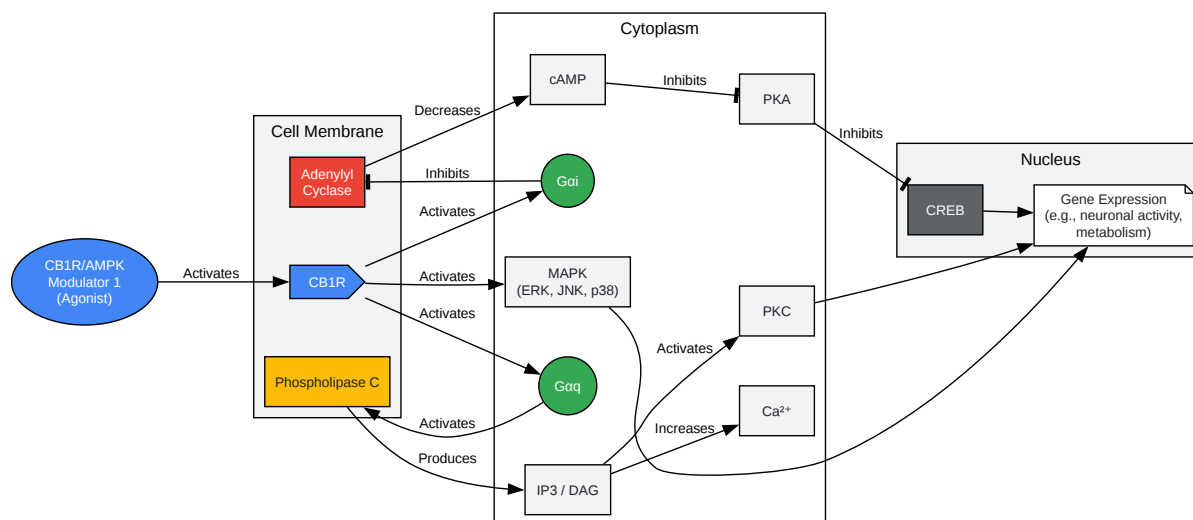 Cytoplasm
cAMP
Inhibits
PKA
Decreases
Inhibits
Cell Membrane
Nucleus
Adenylyl
Cyclase
Inhibits
Gαi
CREB
Gene Expression
(e.g., neuronal activity,
metabolism)
Activates
CB1R/AMPK
Modulator 1
(Agonist)
Activates
CB1R
Activates
MAPK
(ERK, JNK, p38)
PKC
Activates
Activates
Phospholipase C
Gαq
Ca²⁺
Activates
Increases
Produces
IP3 / DAG